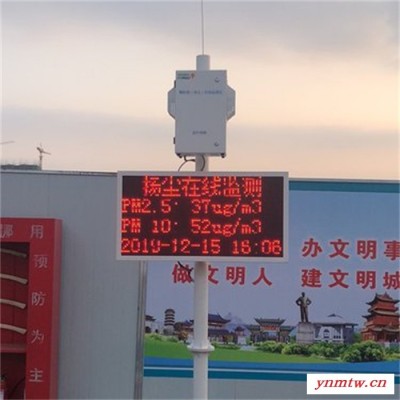 扬尘在线监测
PM2.5: 37ug/m3
PM 10: 52ug/m3
2019-12-15 16:06
办文明事
做文明人 建文明城
用
预
防
为
主
ynmtw.cn